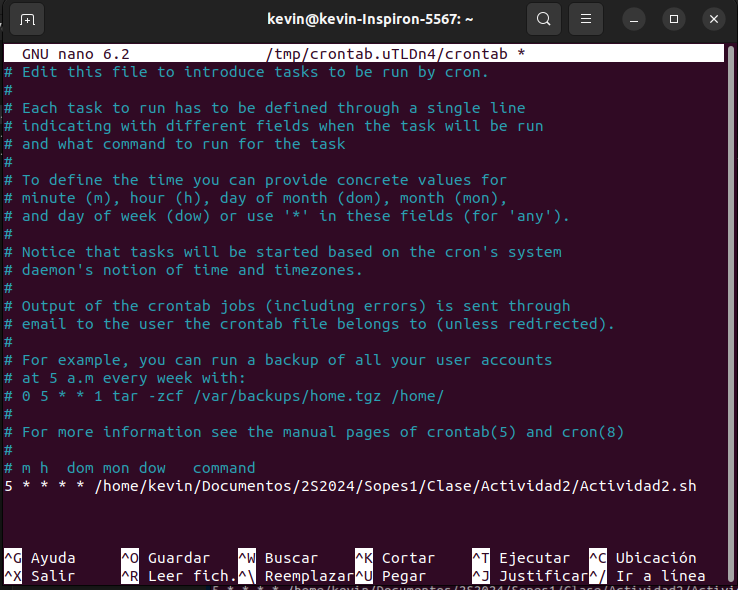 kevin@kevin-Inspiron-5567: ~
GNU nano 6.2 /tmp/crontab.uTLDn4/crontab *
# Edit this file to introduce tasks to be run by cron.
#
# Each task to run has to be defined through a single line
# indicating with different fields when the task will be run
# and what command to run for the task
#
# To define the time you can provide concrete values for
# minute (m), hour (h), day of month (dom), month (mon),
# and day of week (dow) or use '*' in these fields (for 'any').
#
# Notice that tasks will be started based on the cron's system
# daemon's notion of time and timezones.
#
# Output of the crontab jobs (including errors) is sent through
# email to the user the crontab file belongs to (unless redirected).
#
# For example, you can run a backup of all your user accounts
# at 5 a.m every week with:
# 0 5 * * 1 tar -zcf /var/backups/home.tgz /home/
#
# For more information see the manual pages of crontab(5) and cron(8)
#
# m h  dom mon dow   command
5 * * * * /home/kevin/Documentos/2S2024/Sopes1/Clase/Actividad2/Actividad2.sh
^G Ayuda ^O Guardar ^W Buscar ^K Cortar ^T Ejecutar ^C Ubicación
^X Salir ^R Leer fich. ^\ Reemplazar ^U Pegar ^J Justificar ^/ Ir a línea